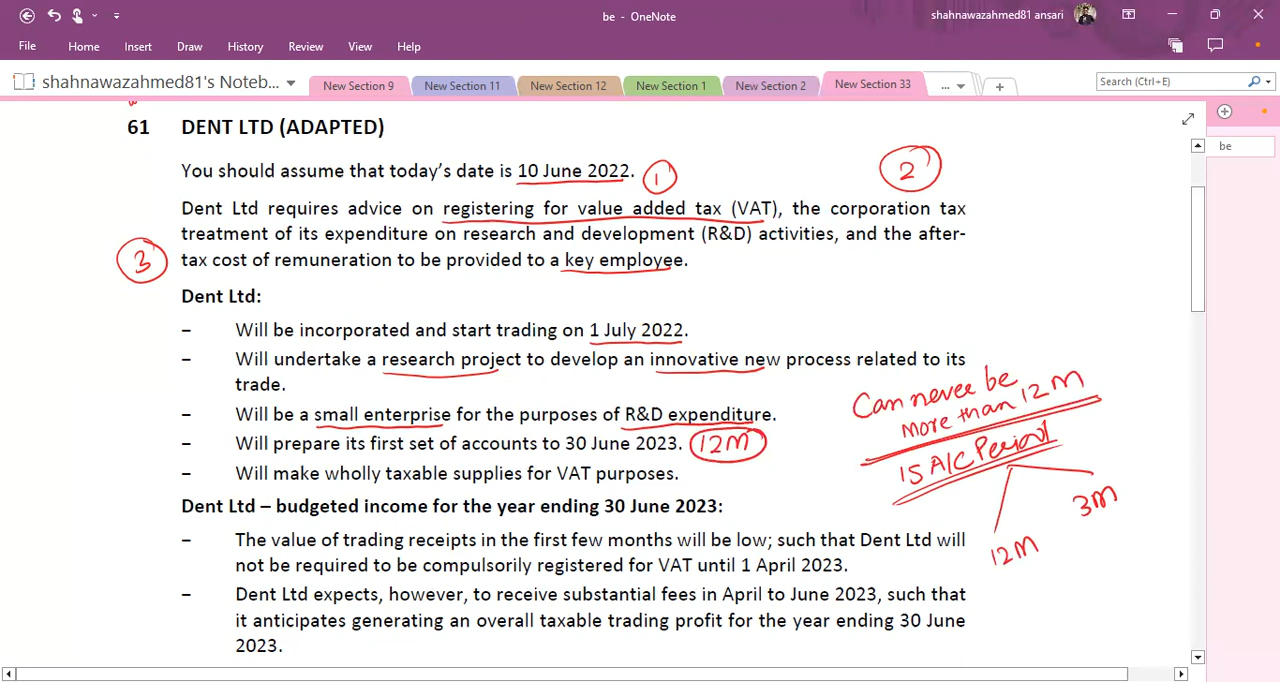 be - OneNote
shahnawazahmed81 ansari
File Home Insert Draw History Review View Help
shahnawazahmed81's Noteb...
New Section 9
New Section 11
New Section 12
New Section 1
New Section 2
New Section 33
...
Search (Ctrl+E)
be
61 DENT LTD (ADAPTED)
You should assume that today's date is 10 June 2022.
1
2
Dent Ltd requires advice on registering for value added tax (VAT), the corporation tax
treatment of its expenditure on research and development (R&D) activities, and the after-
tax cost of remuneration to be provided to a key employee.
3
Dent Ltd:
– Will be incorporated and start trading on 1 July 2022.
– Will undertake a research project to develop an innovative new process related to its
trade.
– Will be a small enterprise for the purposes of R&D expenditure.
– Will prepare its first set of accounts to 30 June 2023.
12M
– Will make wholly taxable supplies for VAT purposes.
Can never be
more than 12M
15 A/C Period
12M
3M
Dent Ltd – budgeted income for the year ending 30 June 2023:
– The value of trading receipts in the first few months will be low; such that Dent Ltd will
not be required to be compulsorily registered for VAT until 1 April 2023.
– Dent Ltd expects, however, to receive substantial fees in April to June 2023, such that
it anticipates generating an overall taxable trading profit for the year ending 30 June
2023.